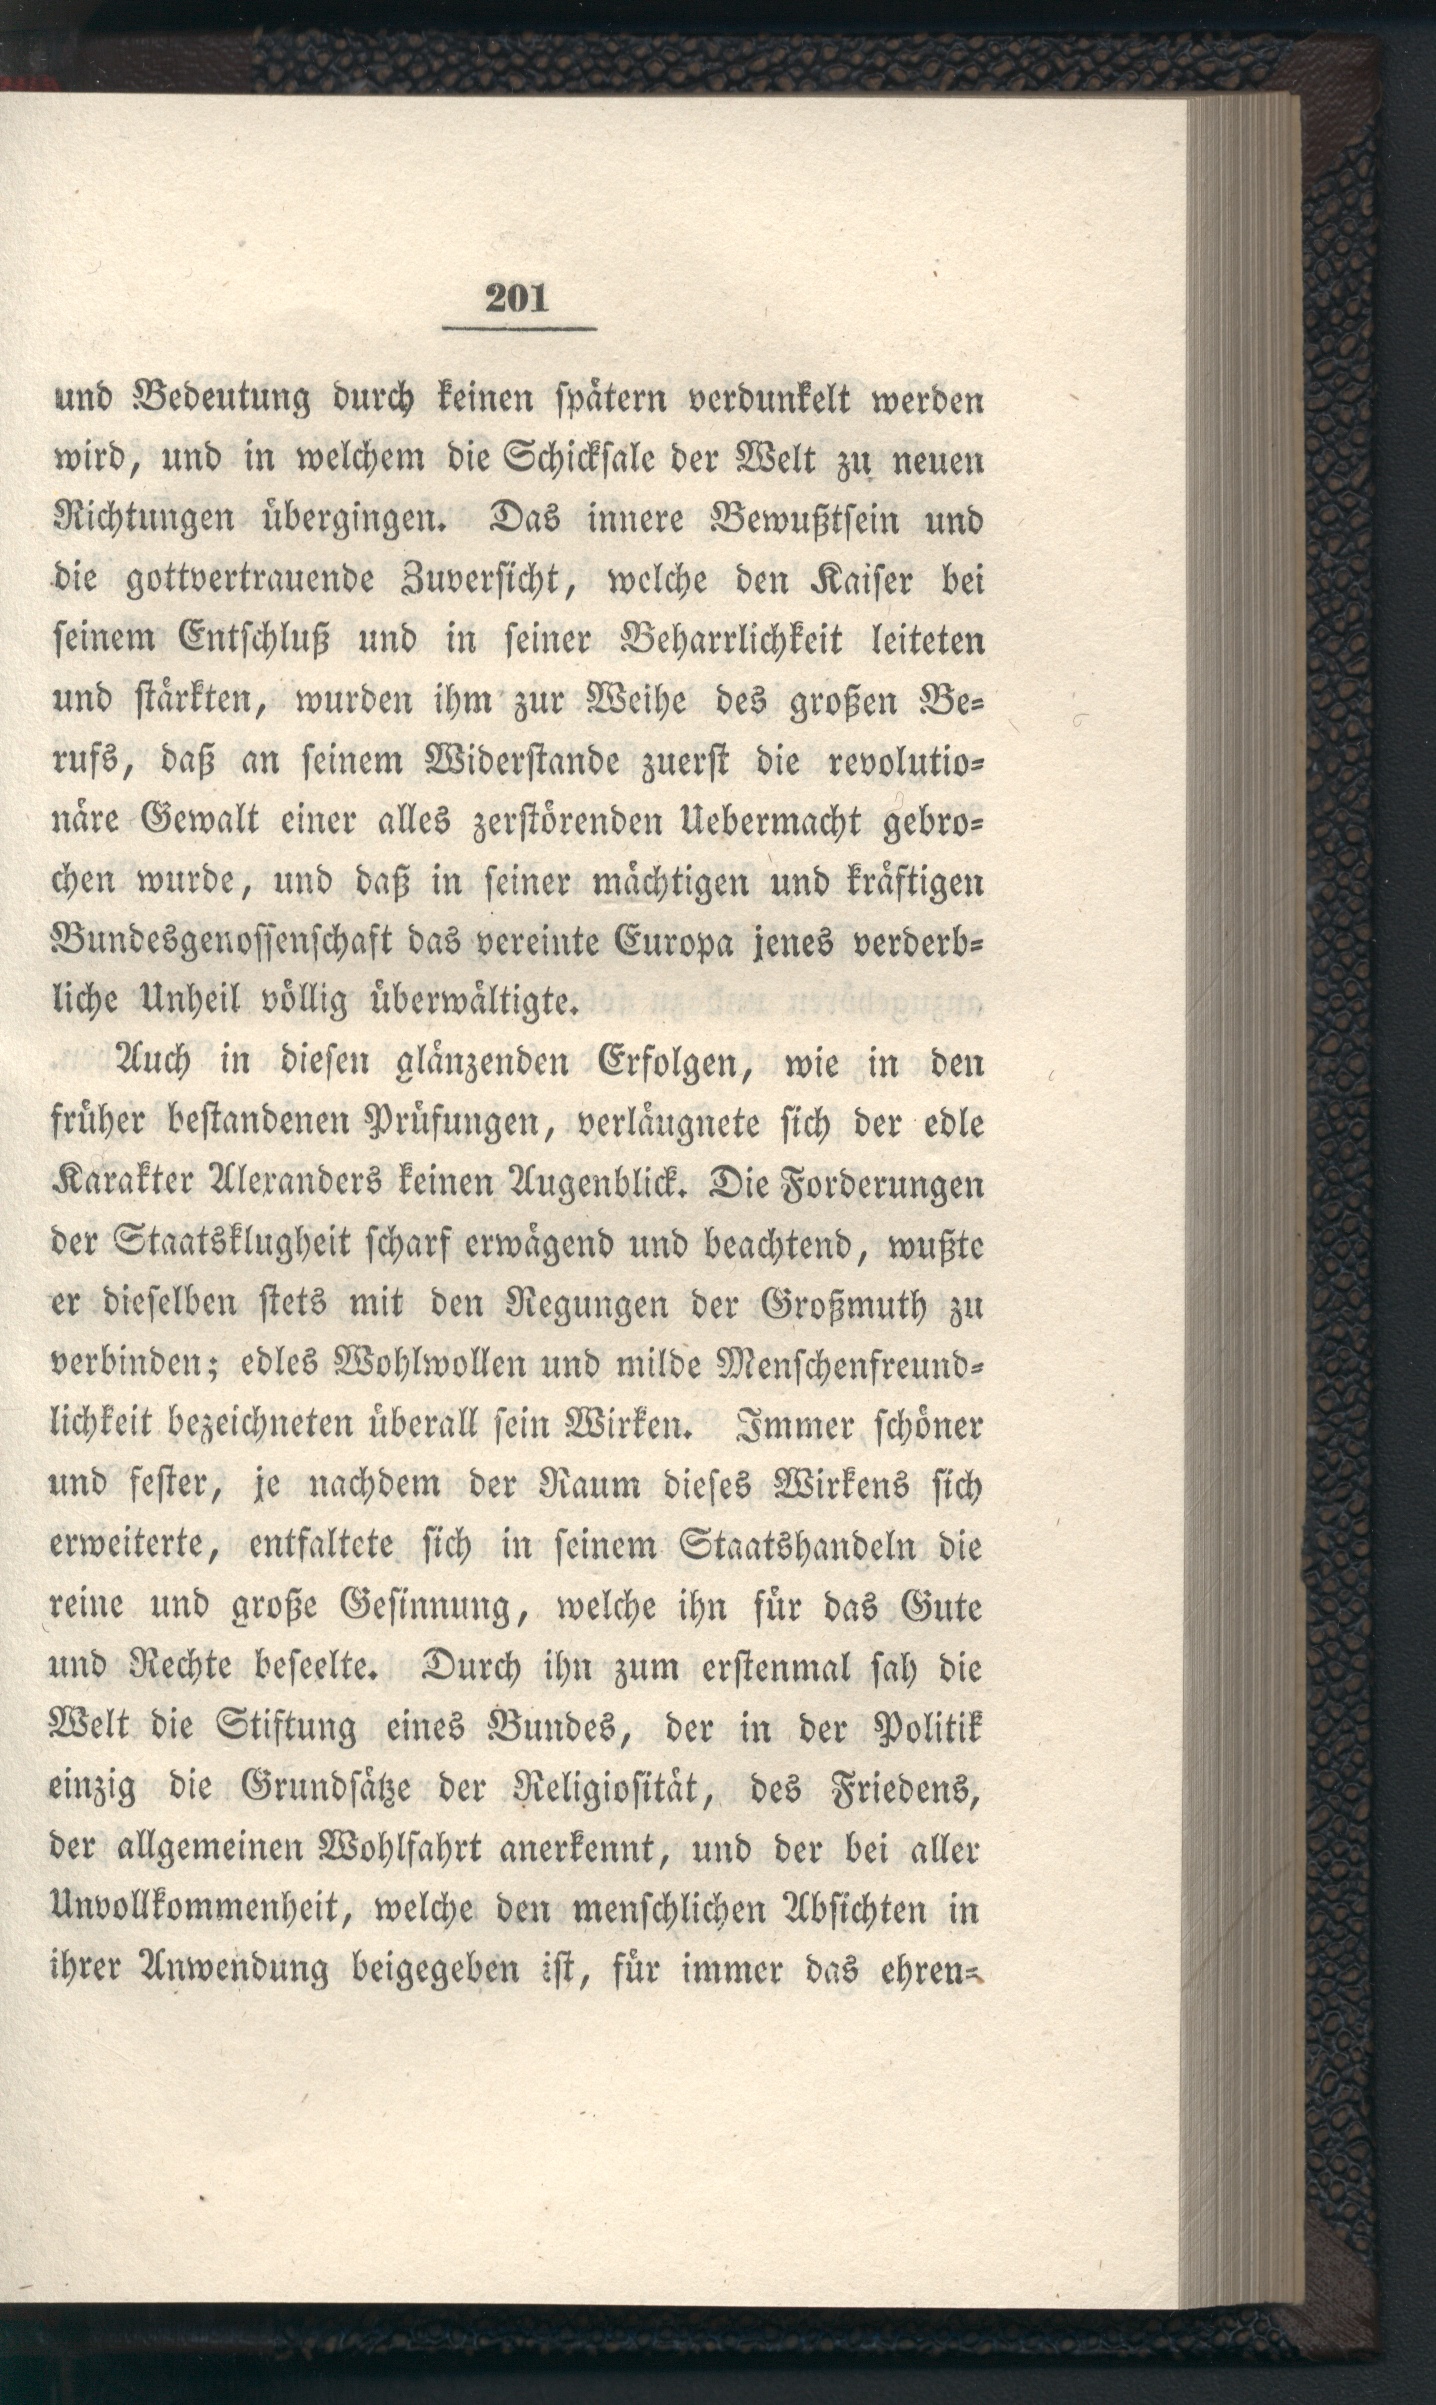 201
und Bedeutung durch keinen spätern verdunkelt werden
wird, und in welchem die Schicksale der Welt zu neuen
Richtungen übergingen. Das innere Bewußtsein und
die gottvertrauende Zuversicht, welche den Kaiser bei
seinem Entschluß und in seiner Beharrlichkeit leiteten
und stärkten, wurden ihm zur Weihe des großen Be-
rufs, daß an seinem Widerstande zuerst die revolutio-
näre Gewalt einer alles zerstörenden Uebermacht gebro-
chen wurde, und daß in seiner mächtigen und kräftigen
Bundesgenossenschaft das vereinte Europa jenes verderb-
liche Unheil völlig überwältigte.
Auch in diesen glänzenden Erfolgen, wie in den
früher bestandenen Prüfungen, verläugnete sich der edle
Karakter Alexanders keinen Augenblick. Die Forderungen
der Staatsklugheit scharf erwägend und beachtend, wußte
er dieselben stets mit den Regungen der Großmuth zu
verbinden; edles Wohlwollen und milde Menschenfreund-
lichkeit bezeichneten überall sein Wirken. Immer schöner
und fester, je nachdem der Raum dieses Wirkens sich
erweiterte, entfaltete sich in seinem Staatshandeln die
reine und große Gesinnung, welche ihn für das Gute
und Rechte beseelte. Durch ihn zum erstenmal sah die
Welt die Stiftung eines Bundes, der in der Politik
einzig die Grundsätze der Religiosität, des Friedens,
der allgemeinen Wohlfahrt anerkennt, und der bei aller
Unvollkommenheit, welche den menschlichen Absichten in
ihrer Anwendung beigegeben ist, für immer das ehren-